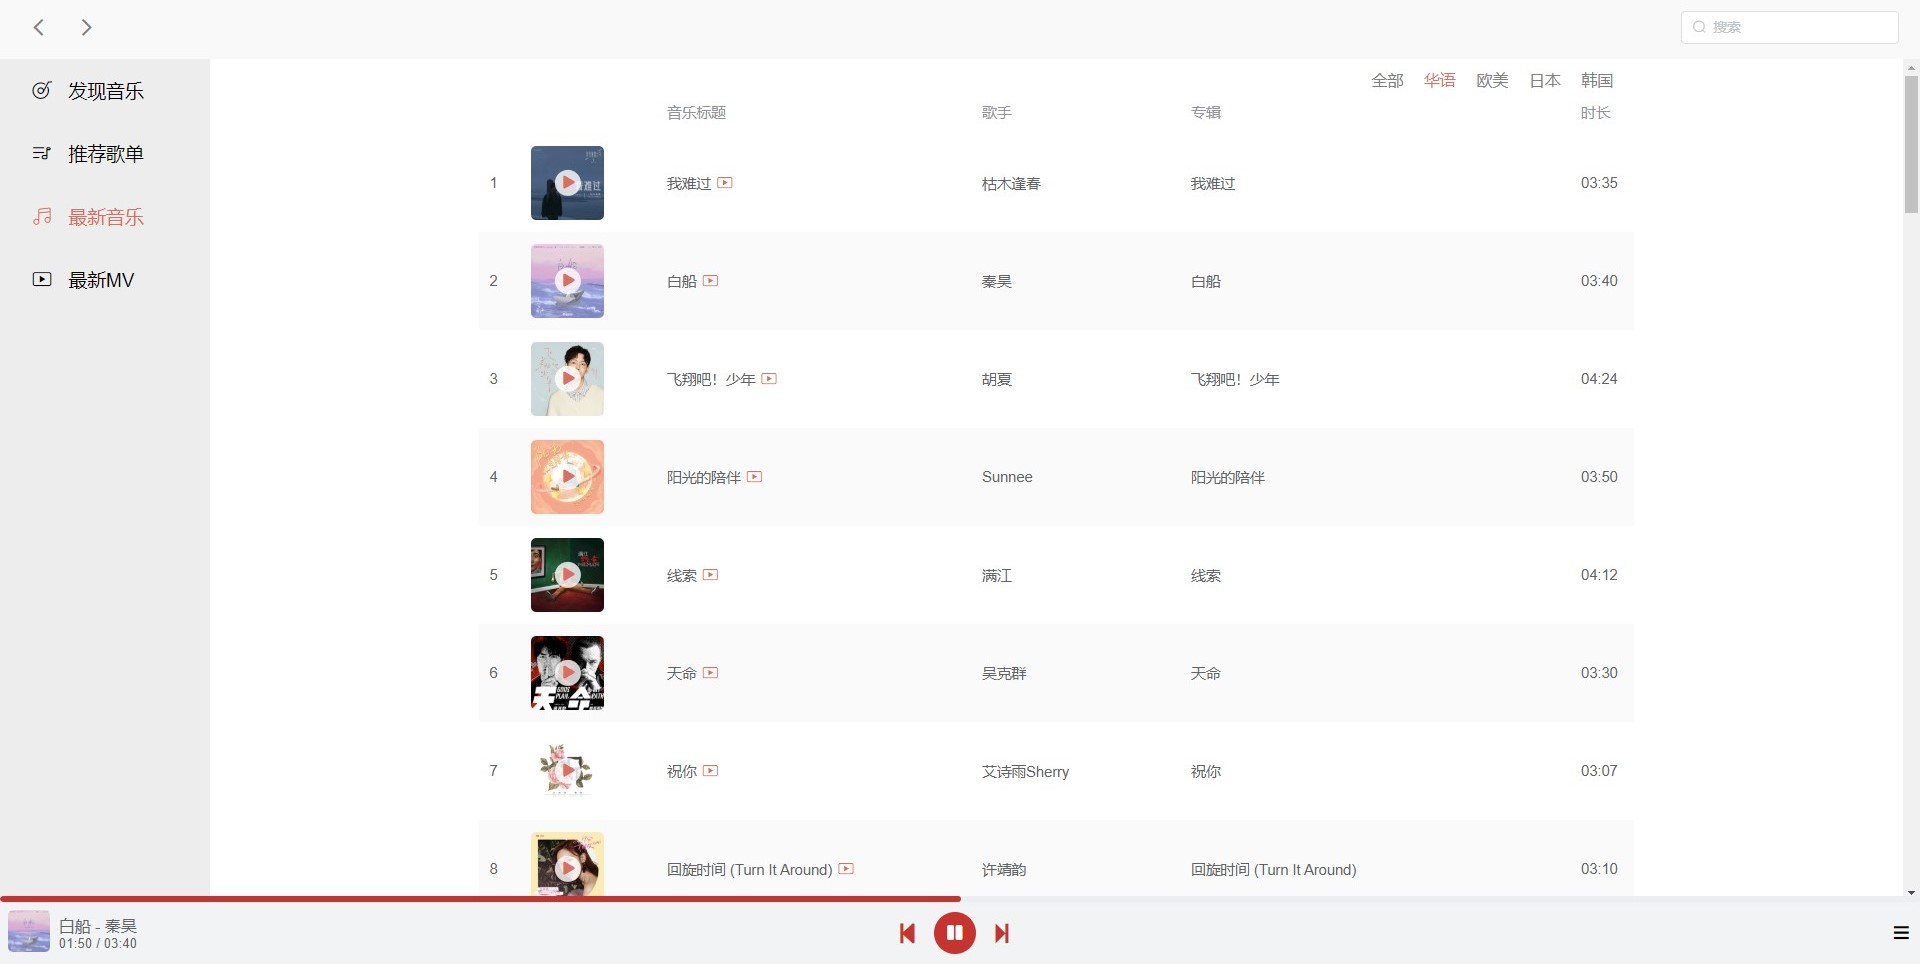 搜索
发现音乐
推荐歌单
最新音乐
最新MV
全部 华语 欧美 日本 韩国
音乐标题 歌手 专辑 时长
1 我难过 枯木逢春 我难过 03:35
2 白船 秦昊 白船 03:40
3 飞翔吧！少年 胡夏 飞翔吧！少年 04:24
4 阳光的陪伴 Sunnee 阳光的陪伴 03:50
5 线索 满江 线索 04:12
6 天命 吴克群 天命 03:30
7 祝你 艾诗雨Sherry 祝你 03:07
8 回旋时间 (Turn It Around) 许靖韵 回旋时间 (Turn It Around) 03:10
白船 - 秦昊
01:50 / 03:40